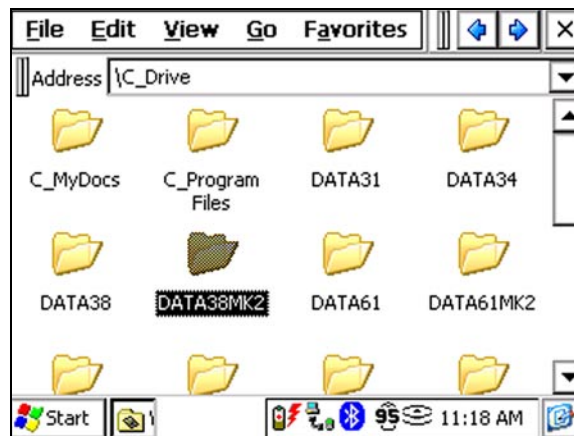 File Edit View Go Favorites
Address \C_Drive
C_MyDocs C_Program Files DATA31 DATA34
DATA38 DATA38MK2 DATA61 DATA61MK2
Start \ 95 11:18 AM